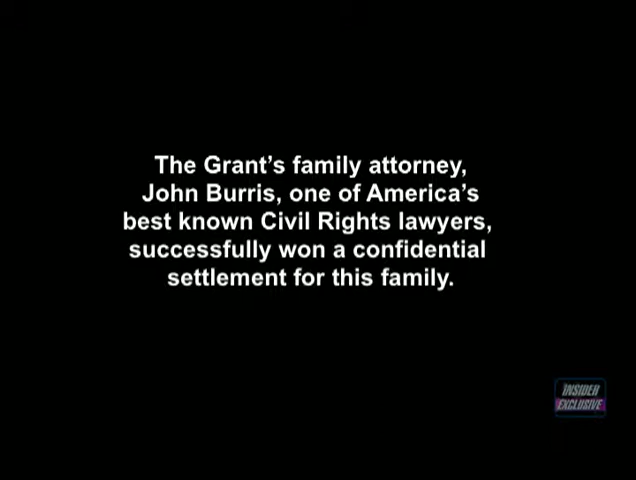 The Grant's family attorney,
John Burris, one of America's
best known Civil Rights lawyers,
successfully won a confidential
settlement for this family.
INSIDER
EXCLUSIVE